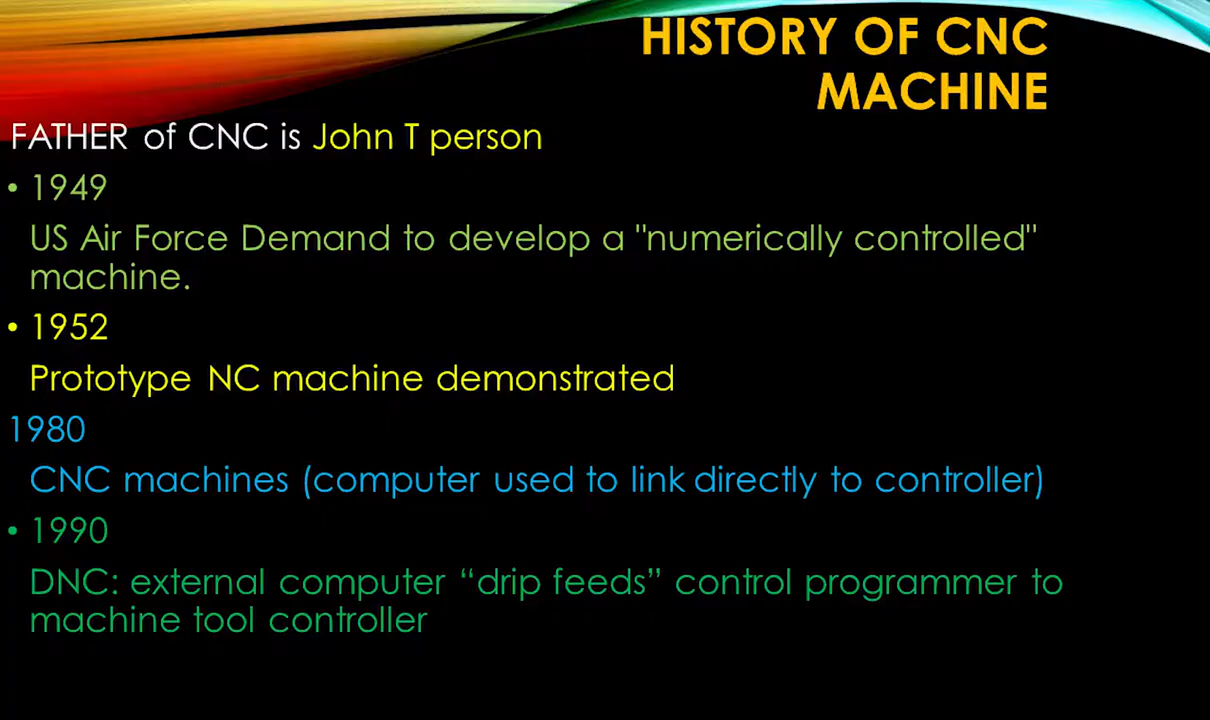 HISTORY OF CNC
MACHINE
FATHER of CNC is John T person
• 1949
US Air Force Demand to develop a "numerically controlled"
machine.
• 1952
Prototype NC machine demonstrated
1980
CNC machines (computer used to link directly to controller)
• 1990
DNC: external computer “drip feeds” control programmer to
machine tool controller